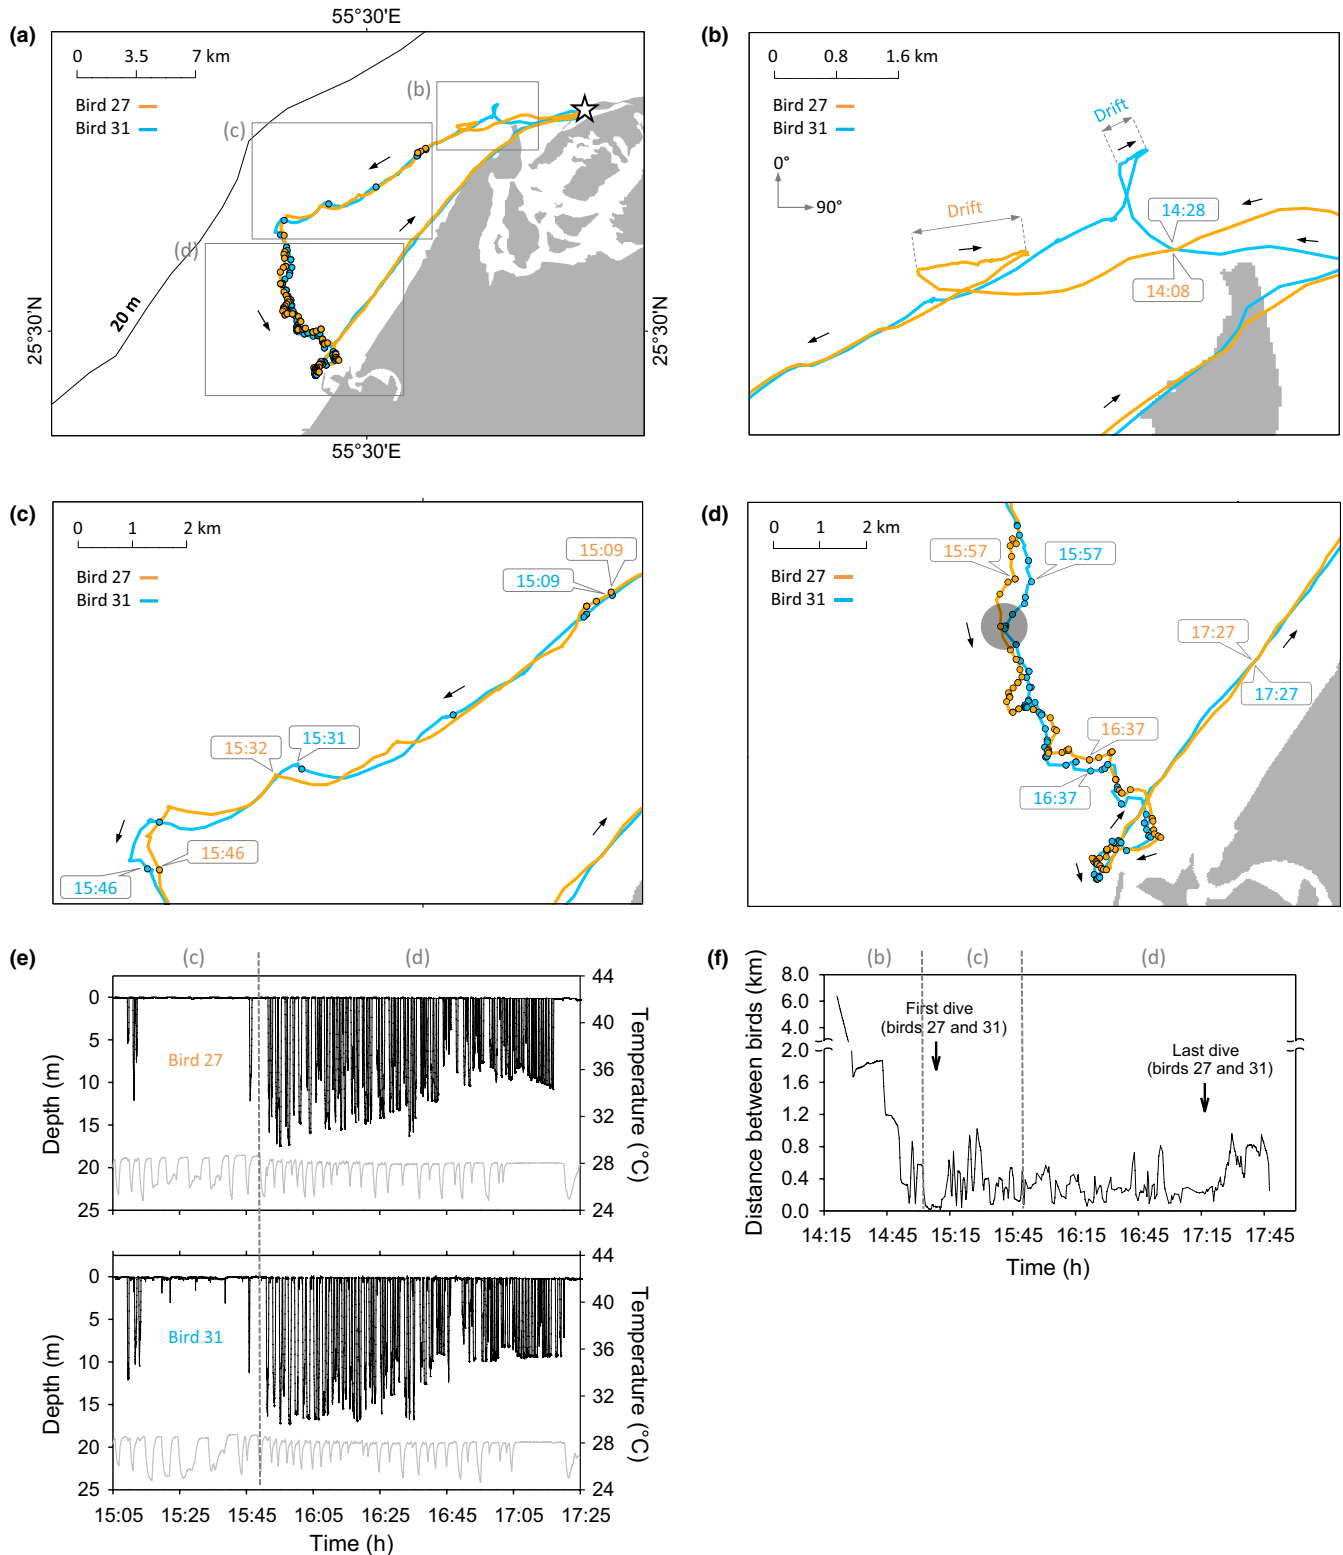 (a)
55°30'E
0 3.5 7 km
Bird 27
Bird 31
(b)
(c)
(d)
20 m
25°30'N
25°30'N
55°30'E
(b)
0 0.8 1.6 km
Bird 27
Bird 31
0°
90°
Drift
Drift
14:28
14:08
(c)
0 1 2 km
Bird 27
Bird 31
15:09
15:09
15:32
15:31
15:46
15:46
(d)
0 1 2 km
Bird 27
Bird 31
15:57
15:57
16:37
16:37
17:27
17:27
(e)
(c) (d)
Depth (m)
0
5
10
15
20
25
Bird 27
44
40
36
32
28
24
Temperature (°C)
Depth (m)
0
5
10
15
20
25
Bird 31
44
40
36
32
28
24
Temperature (°C)
15:05 15:25 15:45 16:05 16:25 16:45 17:05 17:25
Time (h)
(f)
(b) (c) (d)
Distance between birds (km)
8.0
6.0
4.0
2.0
1.6
1.2
0.8
0.4
0.0
First dive
(birds 27 and 31)
Last dive
(birds 27 and 31)
14:15 14:45 15:15 15:45 16:15 16:45 17:15 17:45
Time (h)